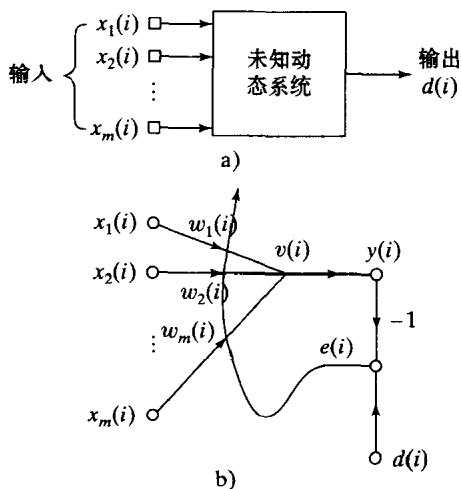 x₁(i)
x₂(i)
⋮
xₘ(i)
输入
未知动
态系统
输出
d(i)
a)
x₁(i)
x₂(i)
⋮
xₘ(i)
w₁(i)
w₂(i)
wₘ(i)
v(i)
y(i)
−1
e(i)
d(i)
b)